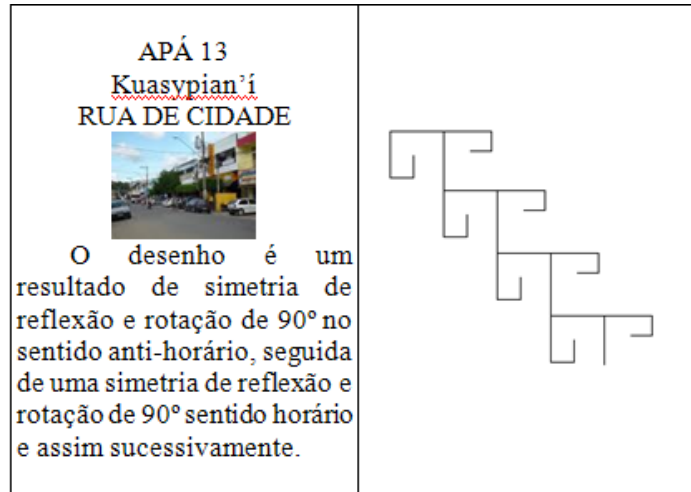 APÁ 13
Kuasypian’í
RUA DE CIDADE
O desenho é um
resultado de simetria de
reflexão e rotação de 90º no
sentido anti-horário, seguida
de uma simetria de reflexão e
rotação de 90º sentido horário
e assim sucessivamente.